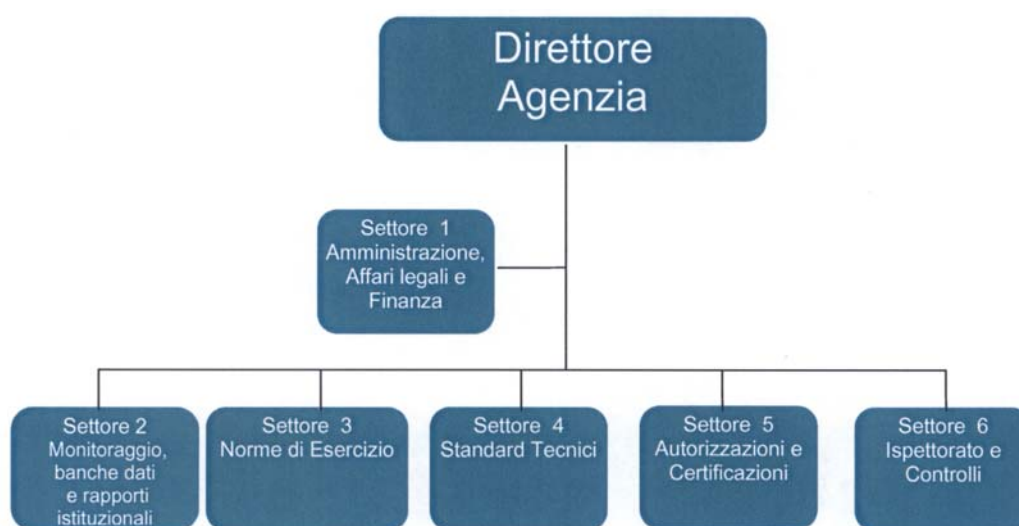 Direttore
Agenzia
Settore 1
Amministrazione,
Affari legali e
Finanza
Settore 2
Monitoraggio,
banche dati
e rapporti
istituzionali
Settore 3
Norme di Esercizio
Settore 4
Standard Tecnici
Settore 5
Autorizzazioni e
Certificazioni
Settore 6
Ispettorato e
Controlli